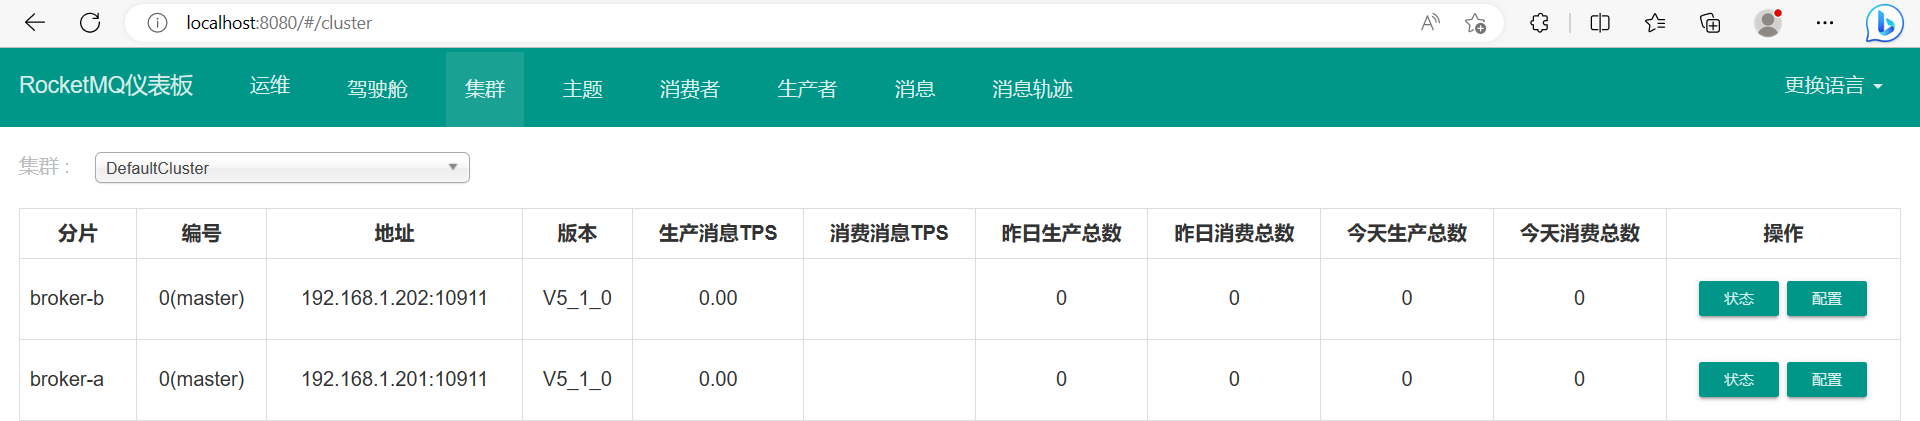 localhost:8080/#/cluster
RocketMQ仪表板 运维 驾驶舱 集群 主题 消费者 生产者 消息 消息轨迹 更换语言
集群： DefaultCluster
分片 编号 地址 版本 生产消息TPS 消费消息TPS 昨日生产总数 昨日消费总数 今天生产总数 今天消费总数 操作
broker-b 0(master) 192.168.1.202:10911 V5_1_0 0.00 0 0 0 0 状态 配置
broker-a 0(master) 192.168.1.201:10911 V5_1_0 0.00 0 0 0 0 状态 配置